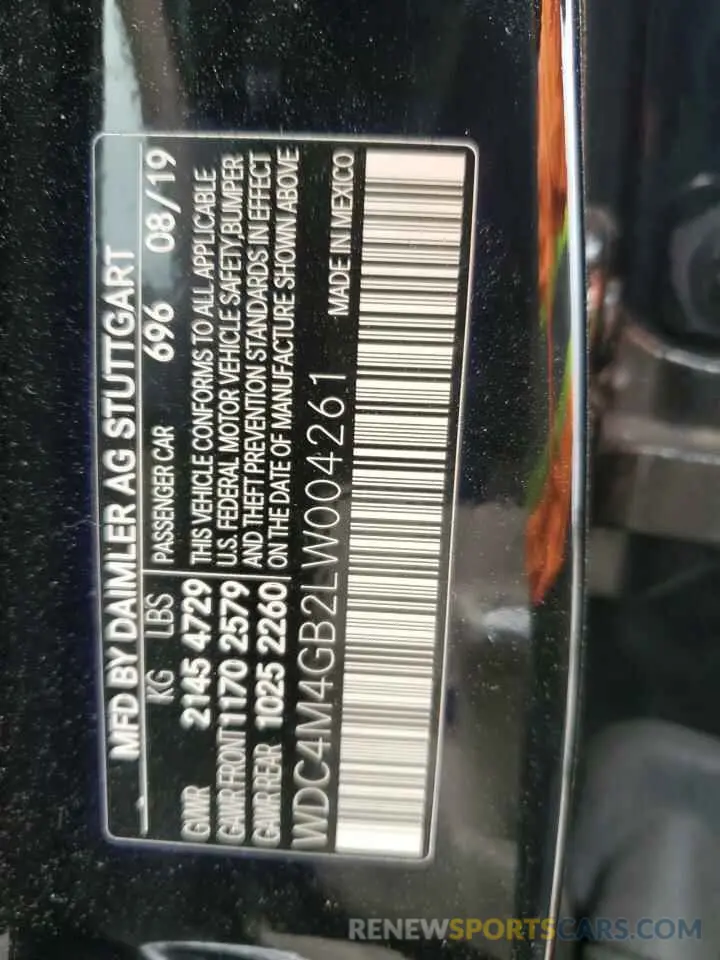 MFD BY DAIMLER AG STUTTGART
KG LBS PASSENGER CAR 696 08/19
GVWR 2145 4729 THIS VEHICLE CONFORMS TO ALL APPLICABLE
GAWR FRONT 1170 2579 U.S. FEDERAL MOTOR VEHICLE SAFETY, BUMPER
GAWR REAR 1025 2260 AND THEFT PREVENTION STANDARDS IN EFFECT
ON THE DATE OF MANUFACTURE SHOWN ABOVE
WDC4M4GB2LW004261 MADE IN MEXICO
RENEWSPORTSCARS.COM